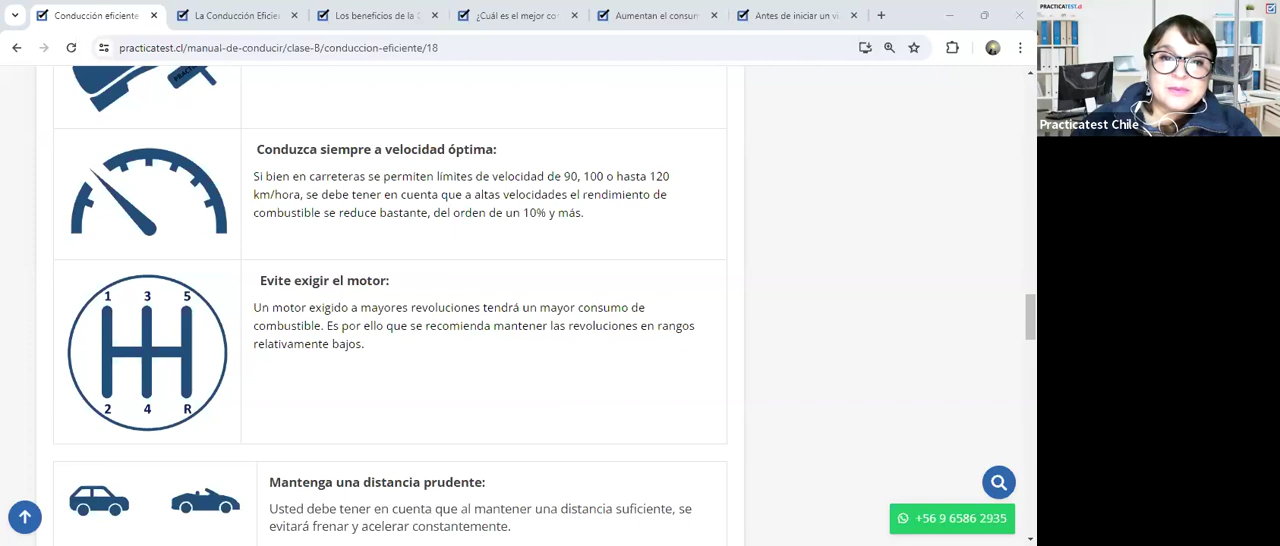 Conducción eficiente
La Conducción Eficie
Los beneficios de la
¿Cuál es el mejor co
Aumentan el consum
Antes de iniciar un vi
practicatest.cl/manual-de-conducir/clase-B/conduccion-eficiente/18
PRACTICATEST.cl
Practicatest Chile
Conduzca siempre a velocidad óptima:
Si bien en carreteras se permiten límites de velocidad de 90, 100 o hasta 120
km/hora, se debe tener en cuenta que a altas velocidades el rendimiento de
combustible se reduce bastante, del orden de un 10% y más.
1 3 5
2 4 R
Evite exigir el motor:
Un motor exigido a mayores revoluciones tendrá un mayor consumo de
combustible. Es por ello que se recomienda mantener las revoluciones en rangos
relativamente bajos.
Mantenga una distancia prudente:
Usted debe tener en cuenta que al mantener una distancia suficiente, se
evitará frenar y acelerar constantemente.
+56 9 6586 2935